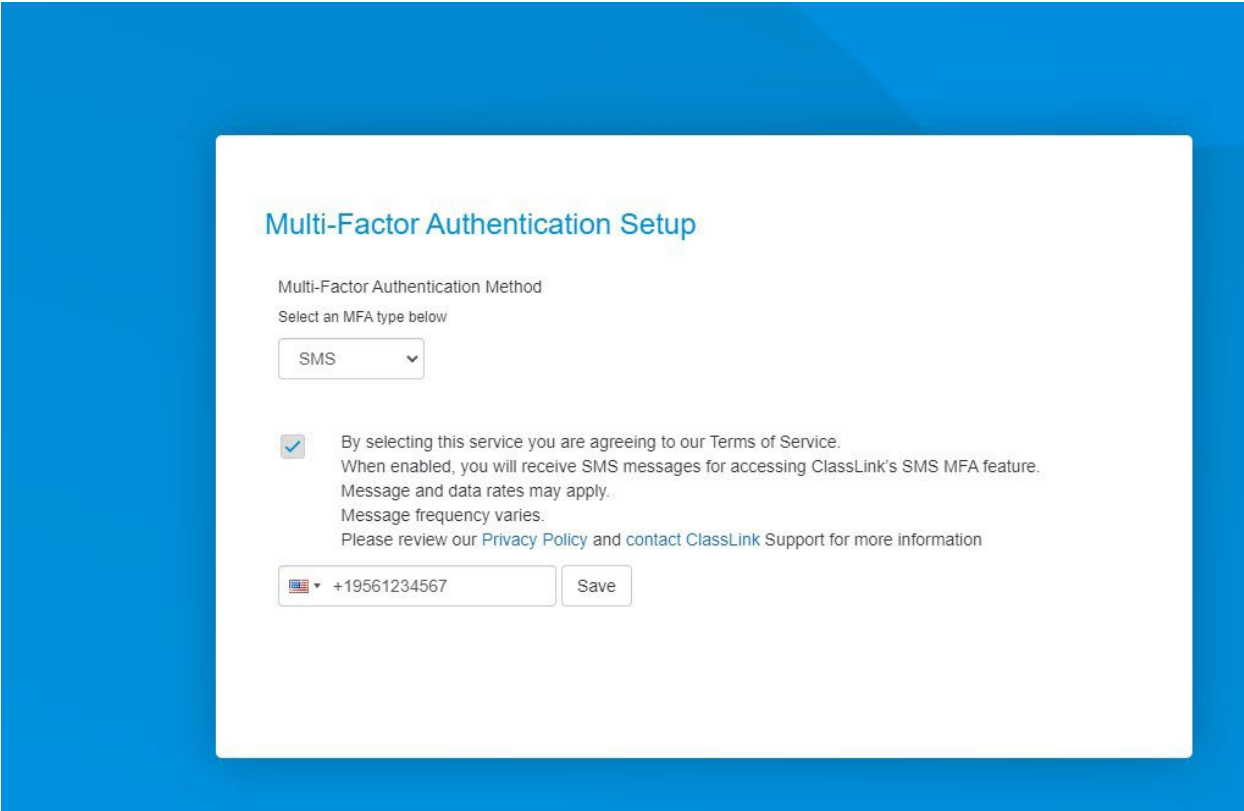 Multi-Factor Authentication Setup
Multi-Factor Authentication Method
Select an MFA type below
SMS
By selecting this service you are agreeing to our Terms of Service.
When enabled, you will receive SMS messages for accessing ClassLink's SMS MFA feature.
Message and data rates may apply.
Message frequency varies.
Please review our Privacy Policy and contact ClassLink Support for more information
+19561234567 Save